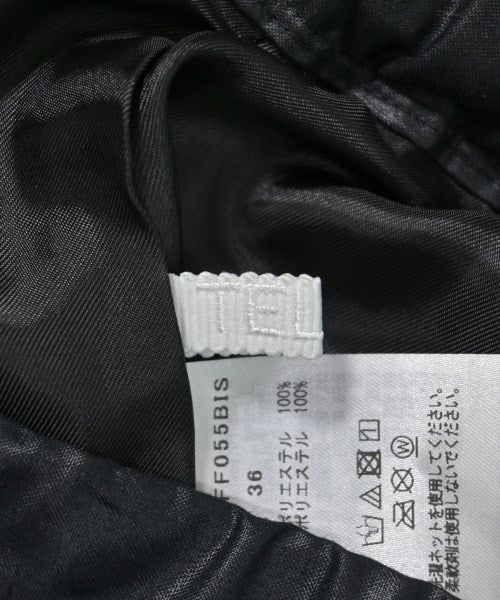 TEL
FF055BIS
36
ポリエステル 100%
ポリエステル 100%
洗濯ネットを使用してください。
柔軟剤は使用しないでください。